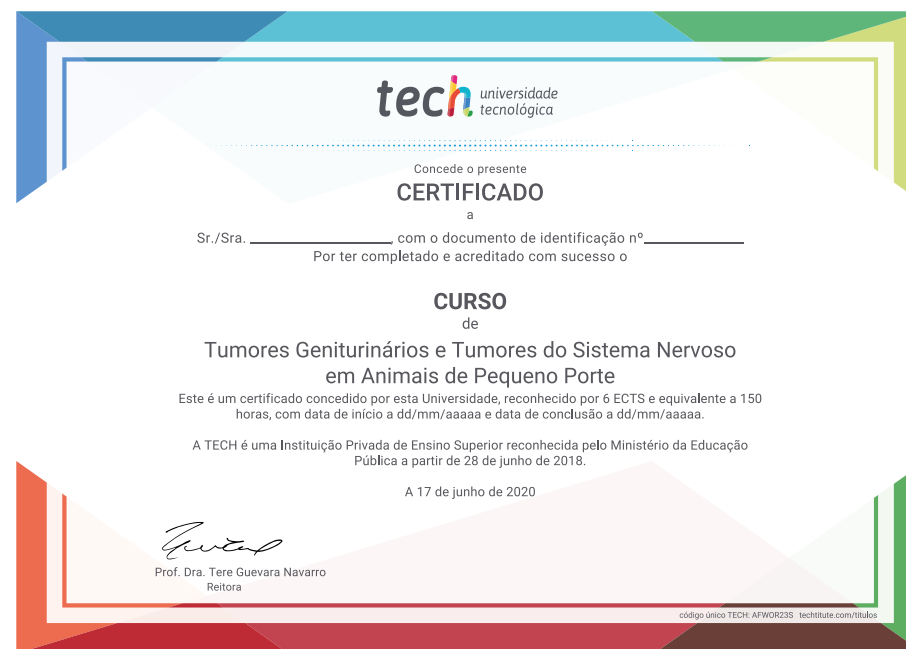 tech universidade
tecnológica
Concede o presente
CERTIFICADO
a
Sr./Sra. ____________, com o documento de identificação nº____________
Por ter completado e acreditado com sucesso o
CURSO
de
Tumores Geniturinários e Tumores do Sistema Nervoso
em Animais de Pequeno Porte
Este é um certificado concedido por esta Universidade, reconhecido por 6 ECTS e equivalente a 150
horas, com data de início a dd/mm/aaaaa e data de conclusão a dd/mm/aaaaa.
A TECH é uma Instituição Privada de Ensino Superior reconhecida pelo Ministério da Educação
Pública a partir de 28 de junho de 2018.
A 17 de junho de 2020
Prof. Dra. Tere Guevara Navarro
Reitora
código único TECH: AFWOR23S techtitute.com/titulos